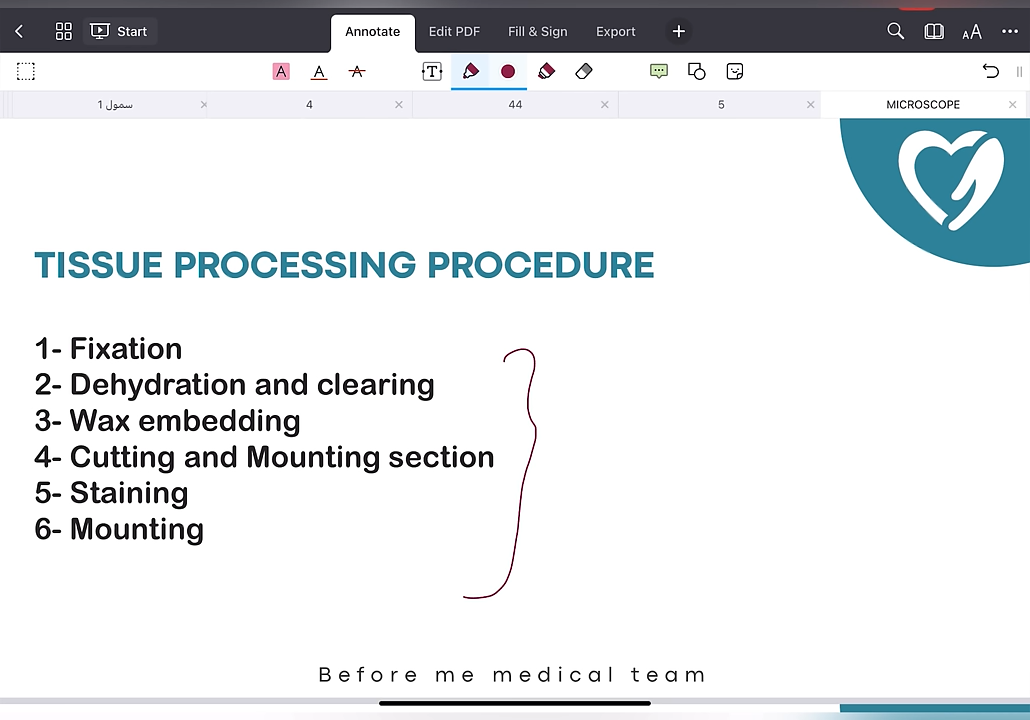 Start
Annotate
Edit PDF
Fill & Sign
Export
AA
A
A
A
T
سمول 1
4
44
5
MICROSCOPE
TISSUE PROCESSING PROCEDURE
1- Fixation
2- Dehydration and clearing
3- Wax embedding
4- Cutting and Mounting section
5- Staining
6- Mounting
Before me medical team